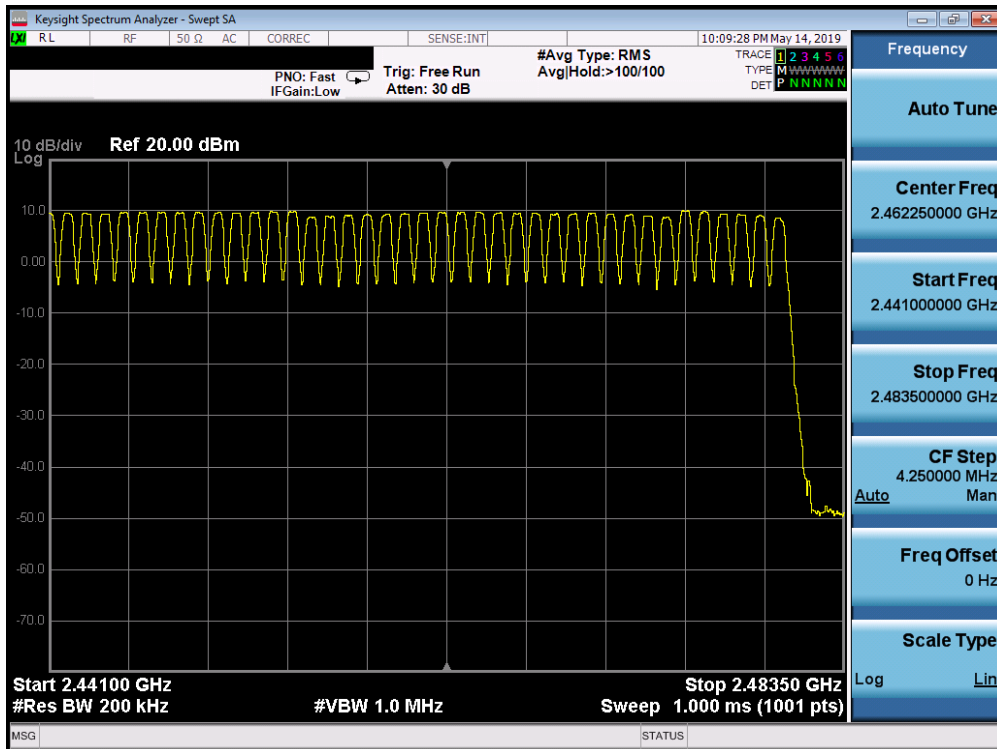 Keysight Spectrum Analyzer - Swept SA
LXI RL RF 50 Ω AC CORREC SENSE:INT 10:09:28 PM May 14, 2019
Frequency
#Avg Type: RMS TRACE 1 2 3 4 5 6
PNO: Fast Trig: Free Run Avg|Hold:>100/100 TYPE M WWWWW
IFGain:Low Atten: 30 dB DET P N N N N N
Auto Tune
10 dB/div Ref 20.00 dBm
Log
10.0
0.00
-10.0
-20.0
-30.0
-40.0
-50.0
-60.0
-70.0
Center Freq
2.462250000 GHz
Start Freq
2.441000000 GHz
Stop Freq
2.483500000 GHz
CF Step
4.250000 MHz
Auto Man
Freq Offset
0 Hz
Scale Type
Log Lin
Start 2.44100 GHz Stop 2.48350 GHz
#Res BW 200 kHz #VBW 1.0 MHz Sweep 1.000 ms (1001 pts)
MSG STATUS